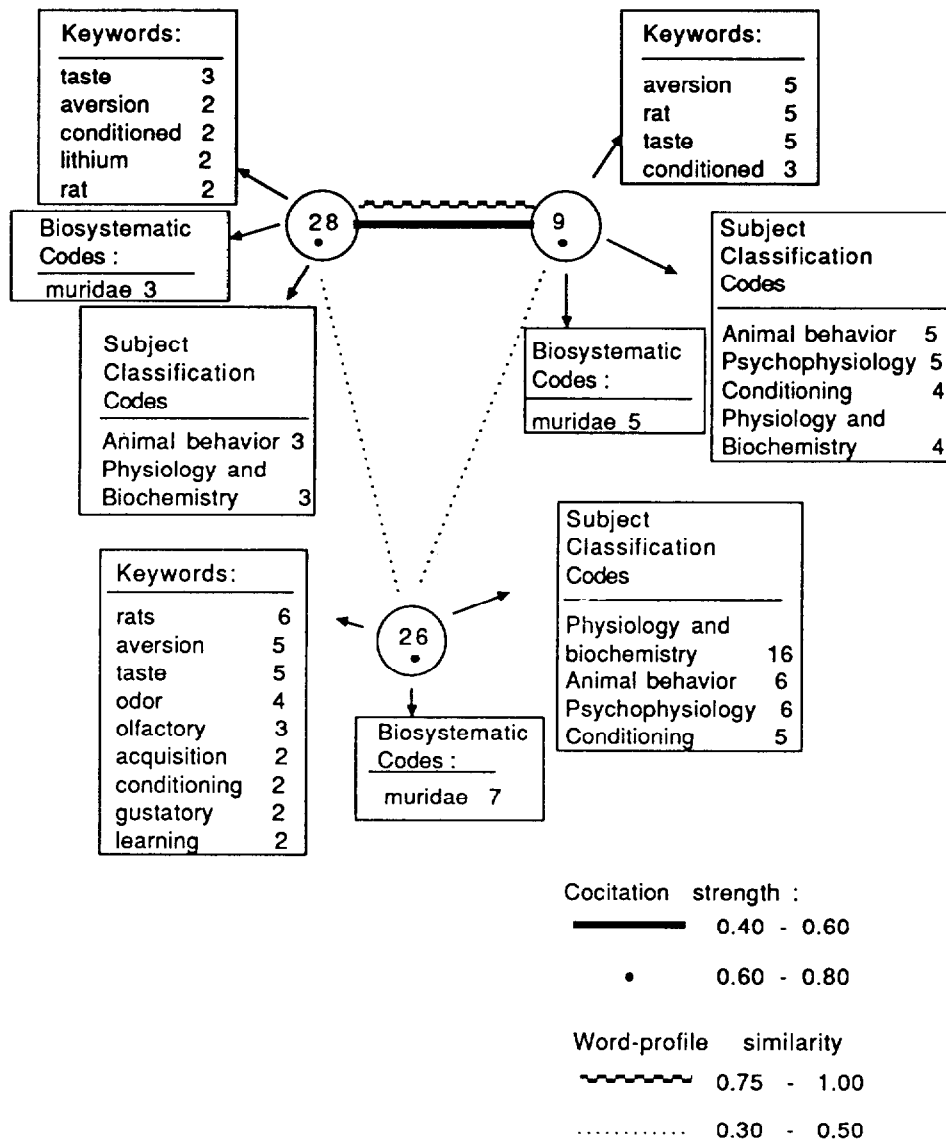 Keywords:
taste 3
aversion 2
conditioned 2
lithium 2
rat 2
Keywords:
aversion 5
rat 5
taste 5
conditioned 3
28
9
Biosystematic
Codes :
muridae 3
Subject
Classification
Codes
Animal behavior 3
Physiology and
Biochemistry 3
Biosystematic
Codes :
muridae 5
Subject
Classification
Codes
Animal behavior 5
Psychophysiology 5
Conditioning 4
Physiology and
Biochemistry 4
Keywords:
rats 6
aversion 5
taste 5
odor 4
olfactory 3
acquisition 2
conditioning 2
gustatory 2
learning 2
26
Biosystematic
Codes :
muridae 7
Subject
Classification
Codes
Physiology and
biochemistry 16
Animal behavior 6
Psychophysiology 6
Conditioning 5
Cocitation strength :
0.40 - 0.60
0.60 - 0.80
Word-profile similarity
0.75 - 1.00
0.30 - 0.50